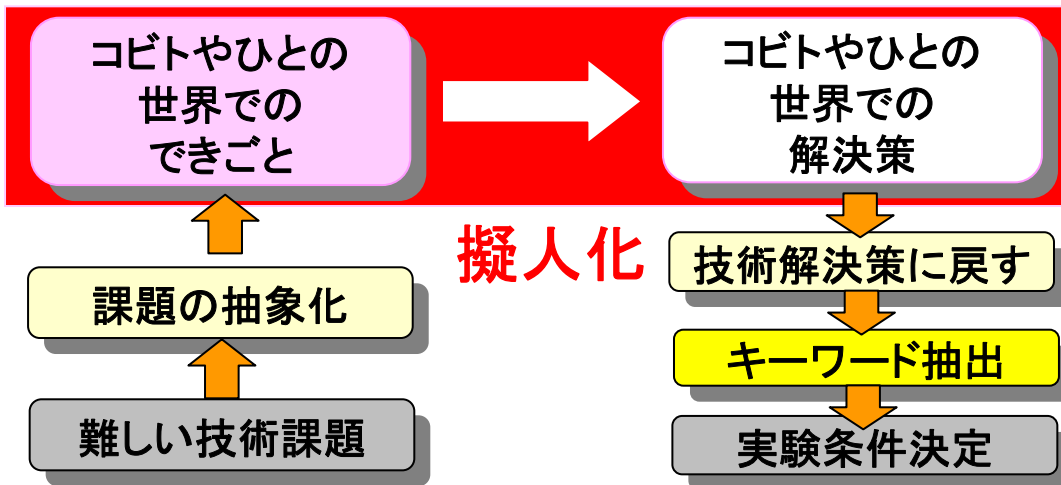 コビトやひとの
世界での
できごと
コビトやひとの
世界での
解決策
擬人化
技術解決策に戻す
課題の抽象化
キーワード抽出
難しい技術課題
実験条件決定